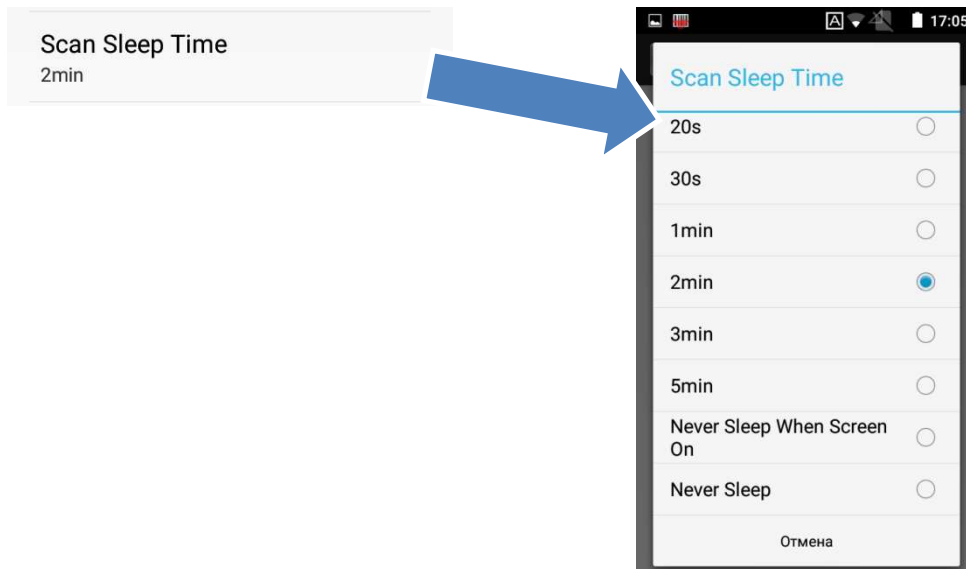 Scan Sleep Time
2min
A 17:05
Scan Sleep Time
20s
30s
1min
2min
3min
5min
Never Sleep When Screen
On
Never Sleep
Отмена